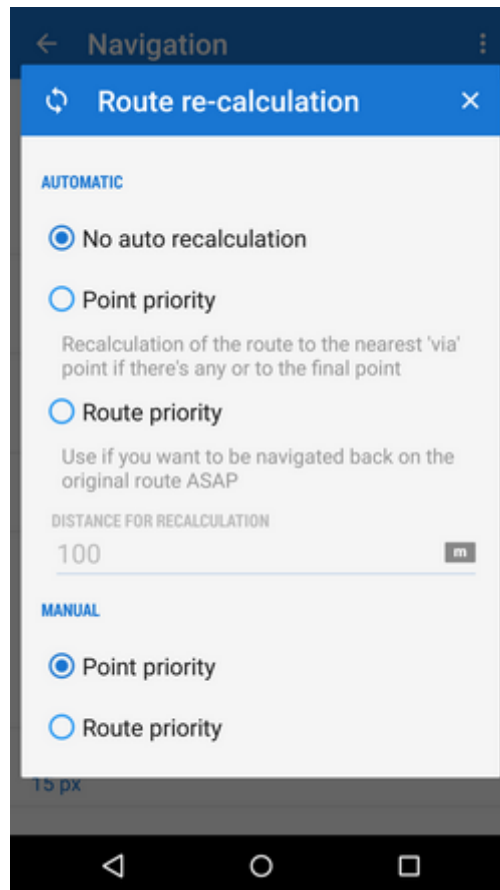 Navigation
Route re-calculation
AUTOMATIC
No auto recalculation
Point priority
Recalculation of the route to the nearest 'via'
point if there's any or to the final point
Route priority
Use if you want to be navigated back on the
original route ASAP
DISTANCE FOR RECALCULATION
100 m
MANUAL
Point priority
Route priority
15 px